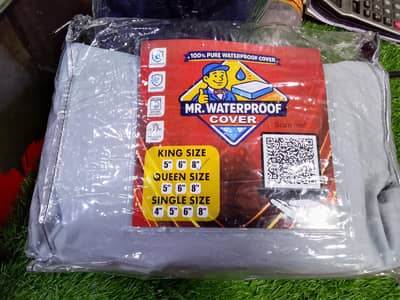 100% PURE WATERPROOF COVER
MR. WATERPROOF
COVER
KING SIZE
5" 6" 8"
QUEEN SIZE
5" 6" 8"
SINGLE SIZE
4" 5" 6" 8"